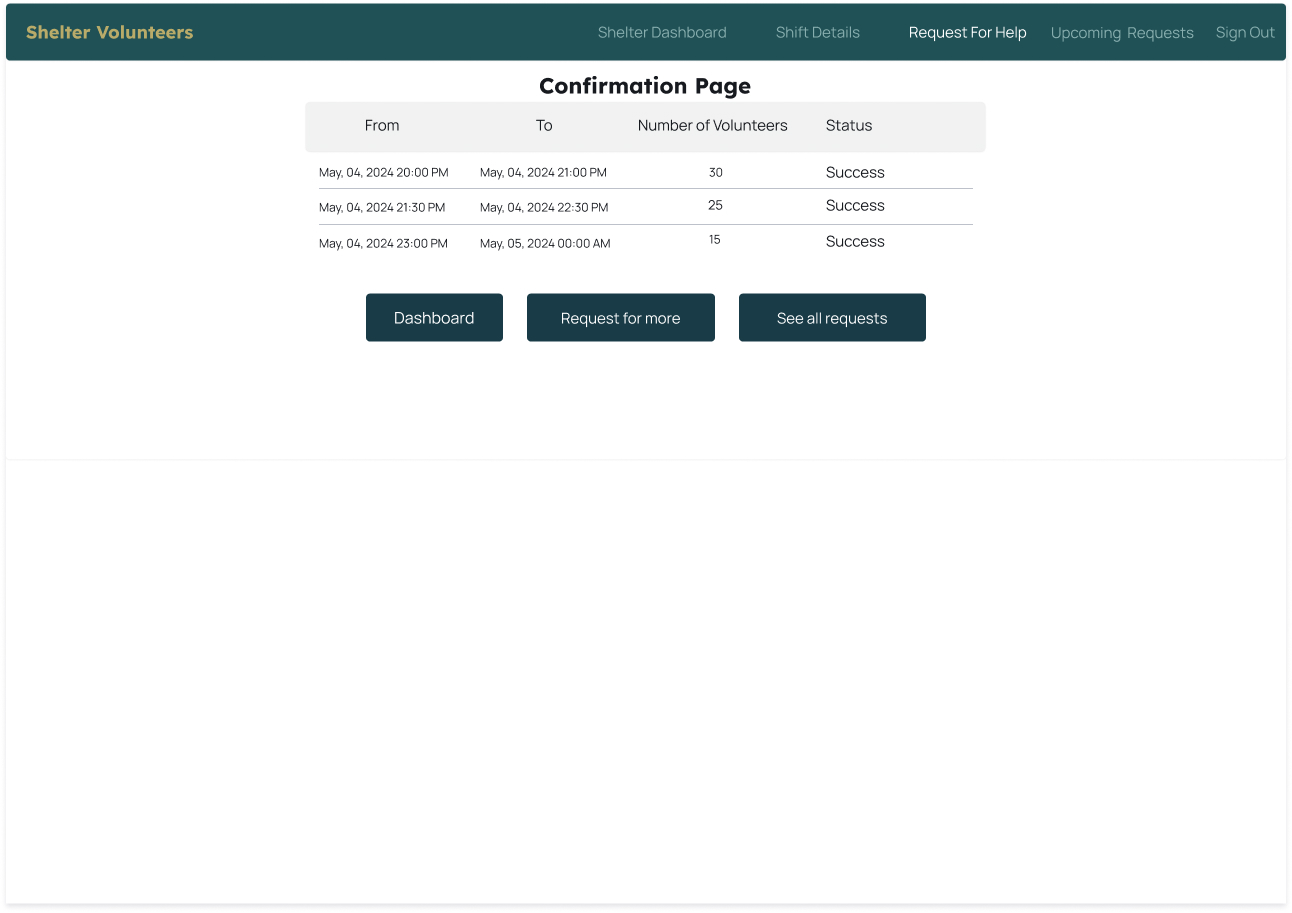 Shelter Volunteers Shelter Dashboard Shift Details Request For Help Upcoming Requests Sign Out
Confirmation Page
From To Number of Volunteers Status
May, 04, 2024 20:00 PM May, 04, 2024 21:00 PM 30 Success
May, 04, 2024 21:30 PM May, 04, 2024 22:30 PM 25 Success
May, 04, 2024 23:00 PM May, 05, 2024 00:00 AM 15 Success
Dashboard Request for more See all requests